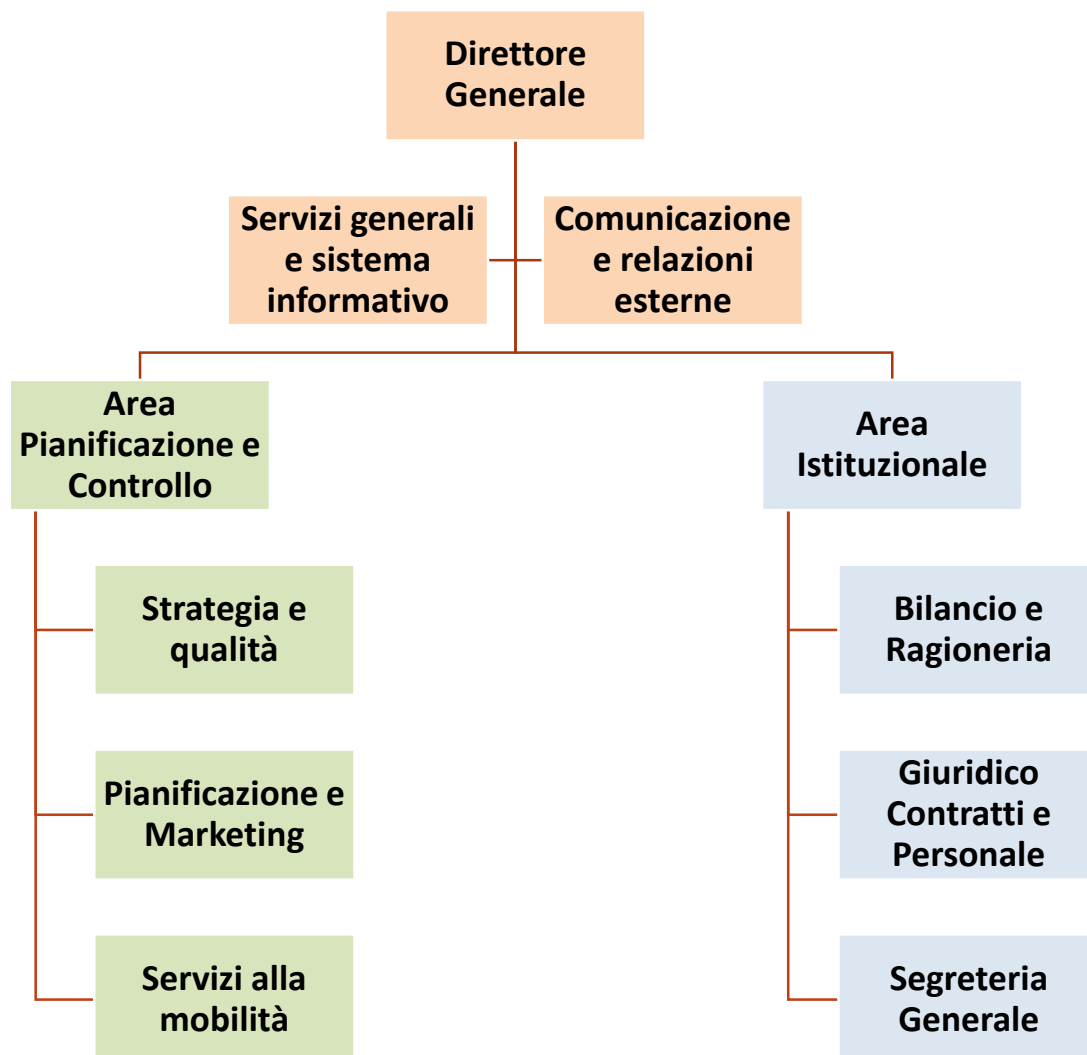 Direttore
Generale
Servizi generali
e sistema
informativo
Comunicazione
e relazioni
esterne
Area
Pianificazione e
Controllo
Strategia e
qualità
Pianificazione e
Marketing
Servizi alla
mobilità
Area
Istituzionale
Bilancio e
Ragioneria
Giuridico
Contratti e
Personale
Segreteria
Generale